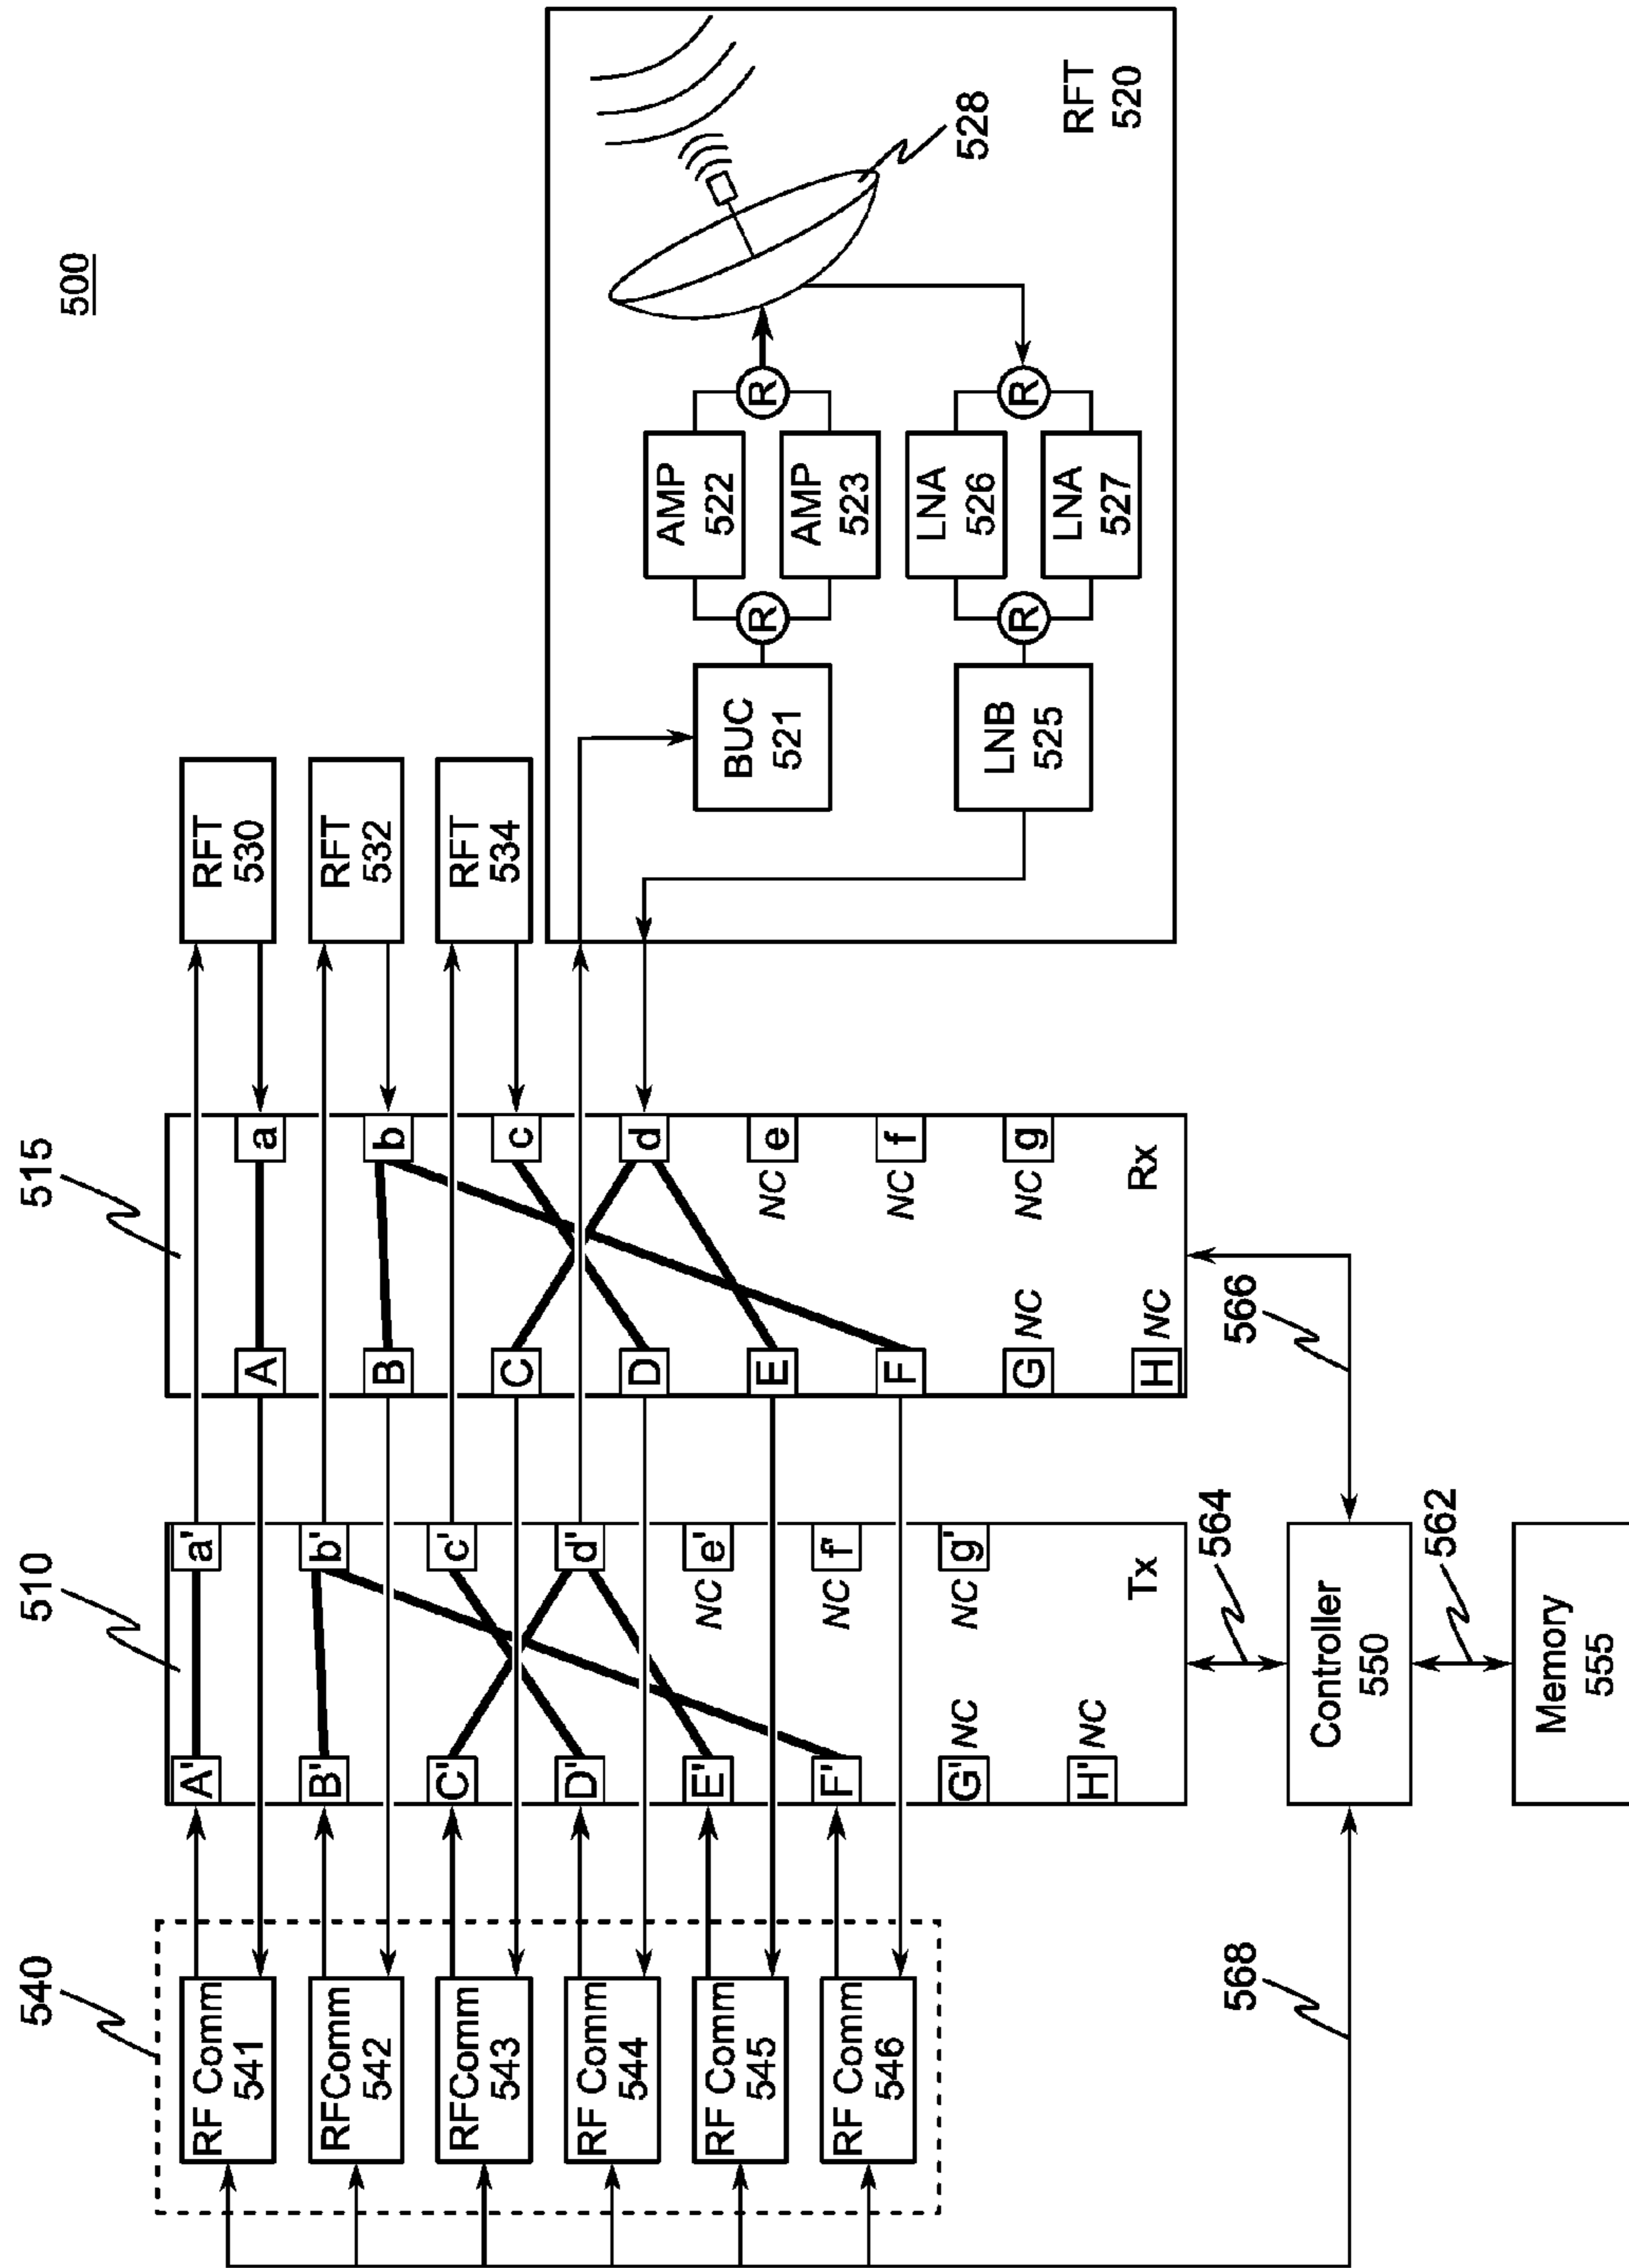 500
540
510
515
RF Comm
541
RFComm
542
RFComm
543
RF Comm
544
RF Comm
545
RF Comm
546
A'
B'
C'
D'
E'
F'
G'
NC
H'
NC
a'
b'
c'
d'
e'
NC
f'
NC
g'
NC
Tx
A
B
C
D
E
F
G
NC
H
NC
a
b
c
d
e
NC
f
NC
g
NC
Rx
RFT
530
RFT
532
RFT
534
BUC
521
R
AMP
522
AMP
523
R
LNB
525
R
LNA
526
LNA
527
R
528
RFT
520
568
564
566
Controller
550
562
Memory
555